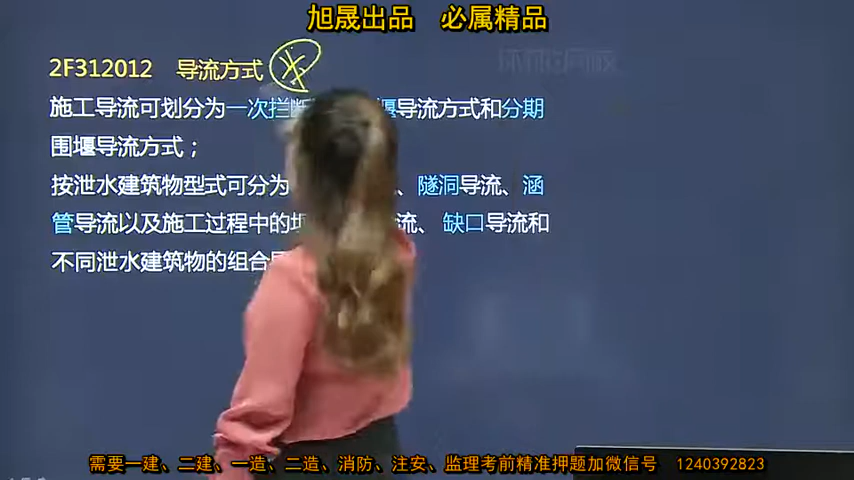 旭晟出品 必属精品
2F312012 导流方式
施工导流可划分为一次拦断 堰导流方式和分期
围堰导流方式；
按泄水建筑物型式可分为 、隧洞导流、涵
管导流以及施工过程中的坝 流、缺口导流和
不同泄水建筑物的组合
需要一建、二建、一造、二造、消防、注安、监理考前精准押题加微信号 1240392823